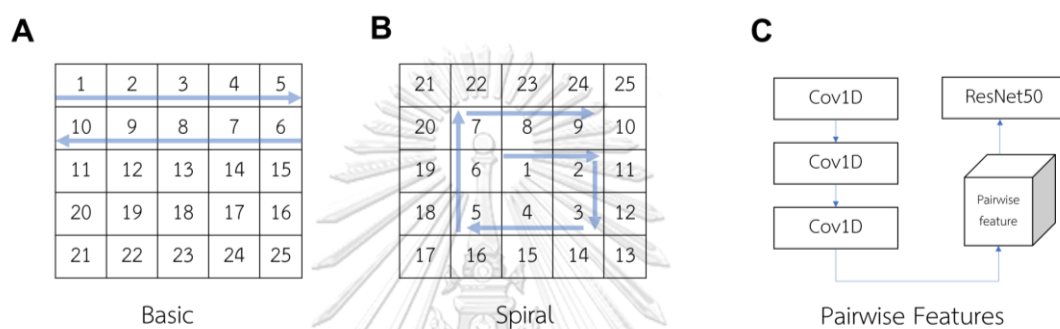 A
1 2 3 4 5
10 9 8 7 6
11 12 13 14 15
20 19 18 17 16
21 22 23 24 25
Basic
B
21 22 23 24 25
20 7 8 9 10
19 6 1 2 11
18 5 4 3 12
17 16 15 14 13
Spiral
C
Cov1D
Cov1D
Cov1D
ResNet50
Pairwise
feature
Pairwise Features